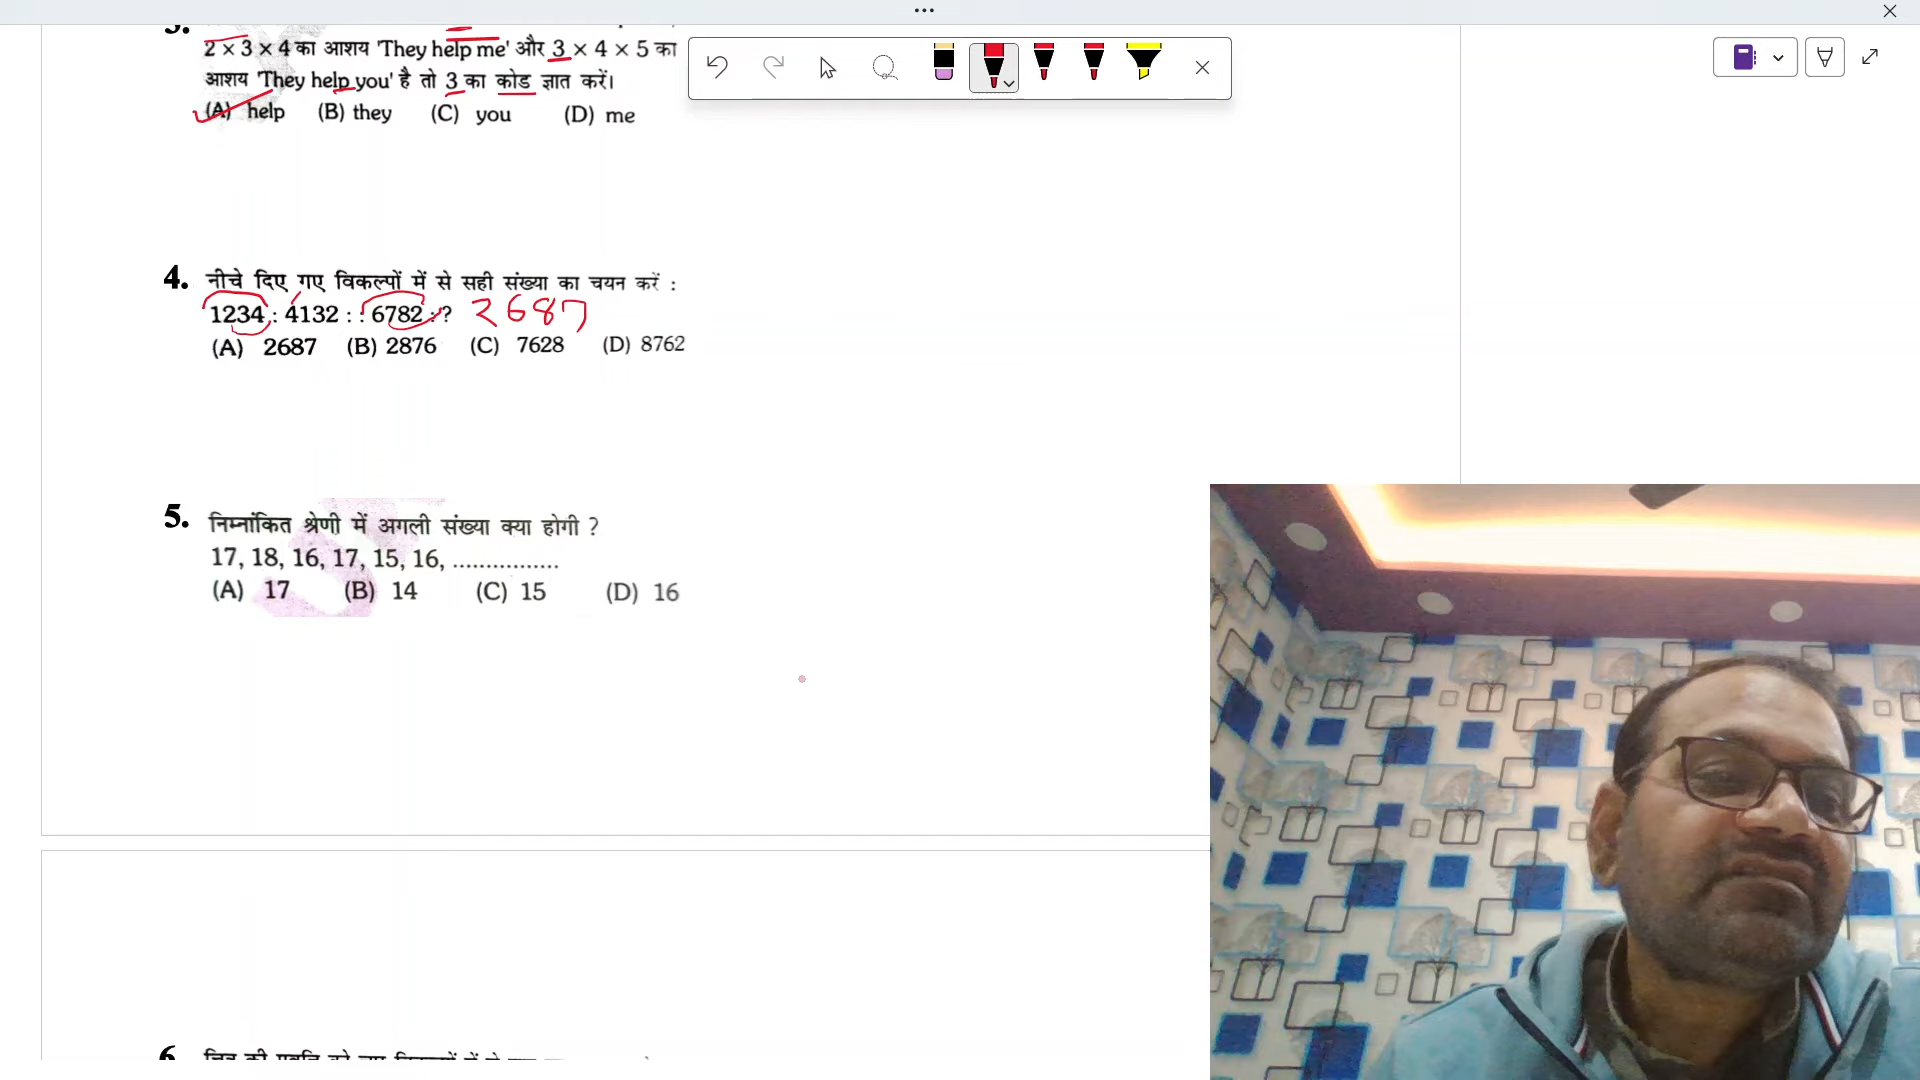 2 × 3 × 4 का आशय 'They help me' और 3 × 4 × 5 का
आशय 'They help you' है तो 3 का कोड ज्ञात करें।
(A) help (B) they (C) you (D) me
4. नीचे दिए गए विकल्पों में से सही संख्या का चयन करें :
1234 : 4132 : : 6782 : ? 2687
(A) 2687 (B) 2876 (C) 7628 (D) 8762
5. निम्नांकित श्रेणी में अगली संख्या क्या होगी ?
17, 18, 16, 17, 15, 16, ................
(A) 17 (B) 14 (C) 15 (D) 16